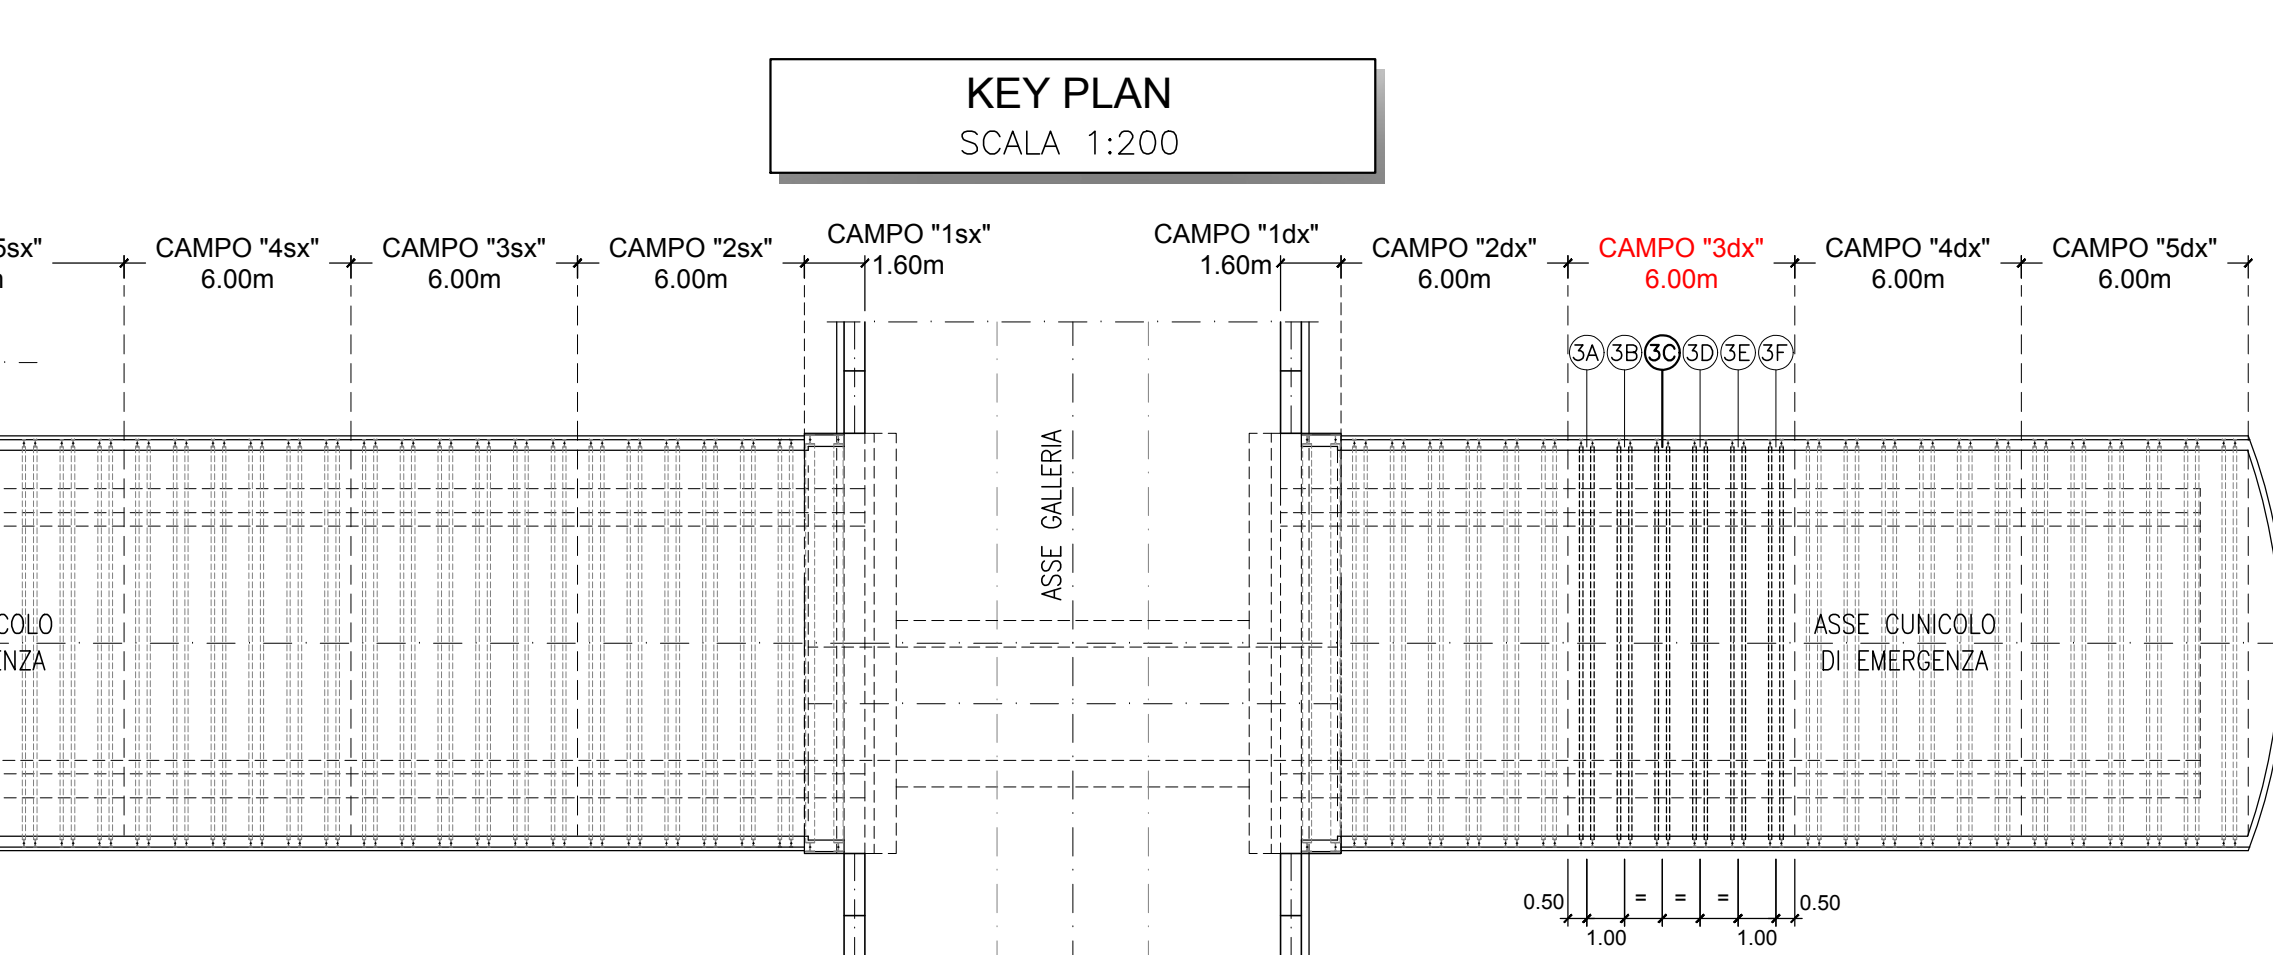 KEY PLAN
SCALA 1:200
5sx"
CAMPO "4sx"
6.00m
CAMPO "3sx"
6.00m
CAMPO "2sx"
6.00m
CAMPO "1sx"
1.60m
CAMPO "1dx"
1.60m
CAMPO "2dx"
6.00m
CAMPO "3dx"
6.00m
CAMPO "4dx"
6.00m
CAMPO "5dx"
6.00m
3A 3B 3C 3D 3E 3F
ASSE GALLERIA
COLO
ENZA
ASSE CUNICOLO
DI EMERGENZA
0.50 = = = 0.50
1.00 1.00